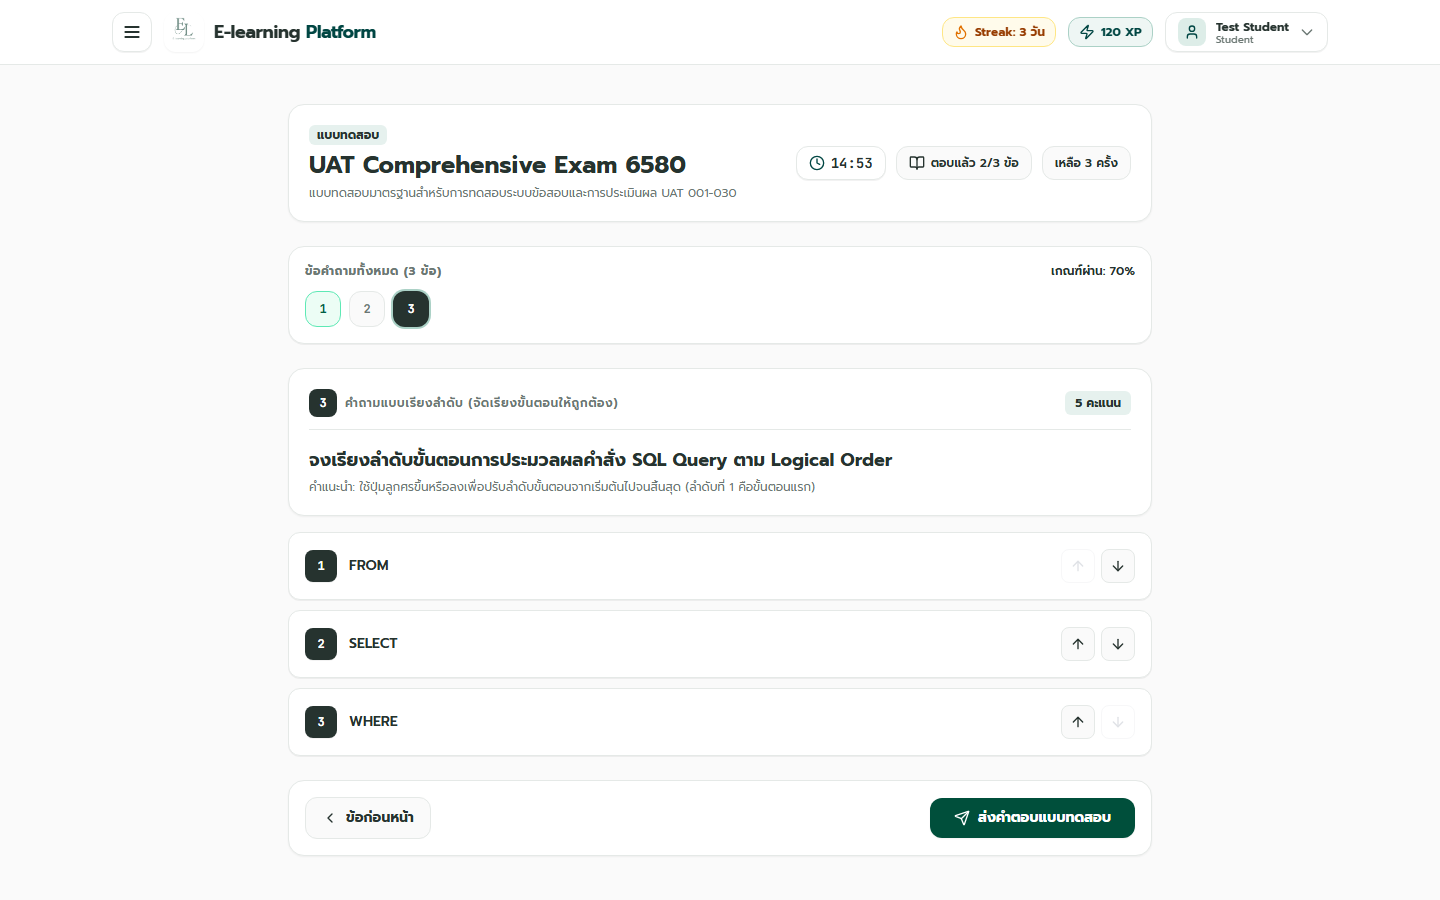 EL
E-learning Platform
Streak: 3 วัน
120 XP
Test Student
Student
แบบทดสอบ
UAT Comprehensive Exam 6580
แบบทดสอบมาตรฐานสำหรับการทดสอบระบบข้อสอบและการประเมินผล UAT 001-030
14:53
ตอบแล้ว 2/3 ข้อ
เหลือ 3 ครั้ง
ข้อคำถามทั้งหมด (3 ข้อ)
เกณฑ์ผ่าน: 70%
1 2 3
3 คำถามแบบเรียงลำดับ (จัดเรียงขั้นตอนให้ถูกต้อง)
5 คะแนน
จงเรียงลำดับขั้นตอนการประมวลผลคำสั่ง SQL Query ตาม Logical Order
คำแนะนำ: ใช้ปุ่มลูกศรขึ้นหรือลงเพื่อปรับลำดับขั้นตอนจากเริ่มต้นไปจนสิ้นสุด (ลำดับที่ 1 คือขั้นตอนแรก)
1 FROM
2 SELECT
3 WHERE
ข้อก่อนหน้า
ส่งคำตอบแบบทดสอบ